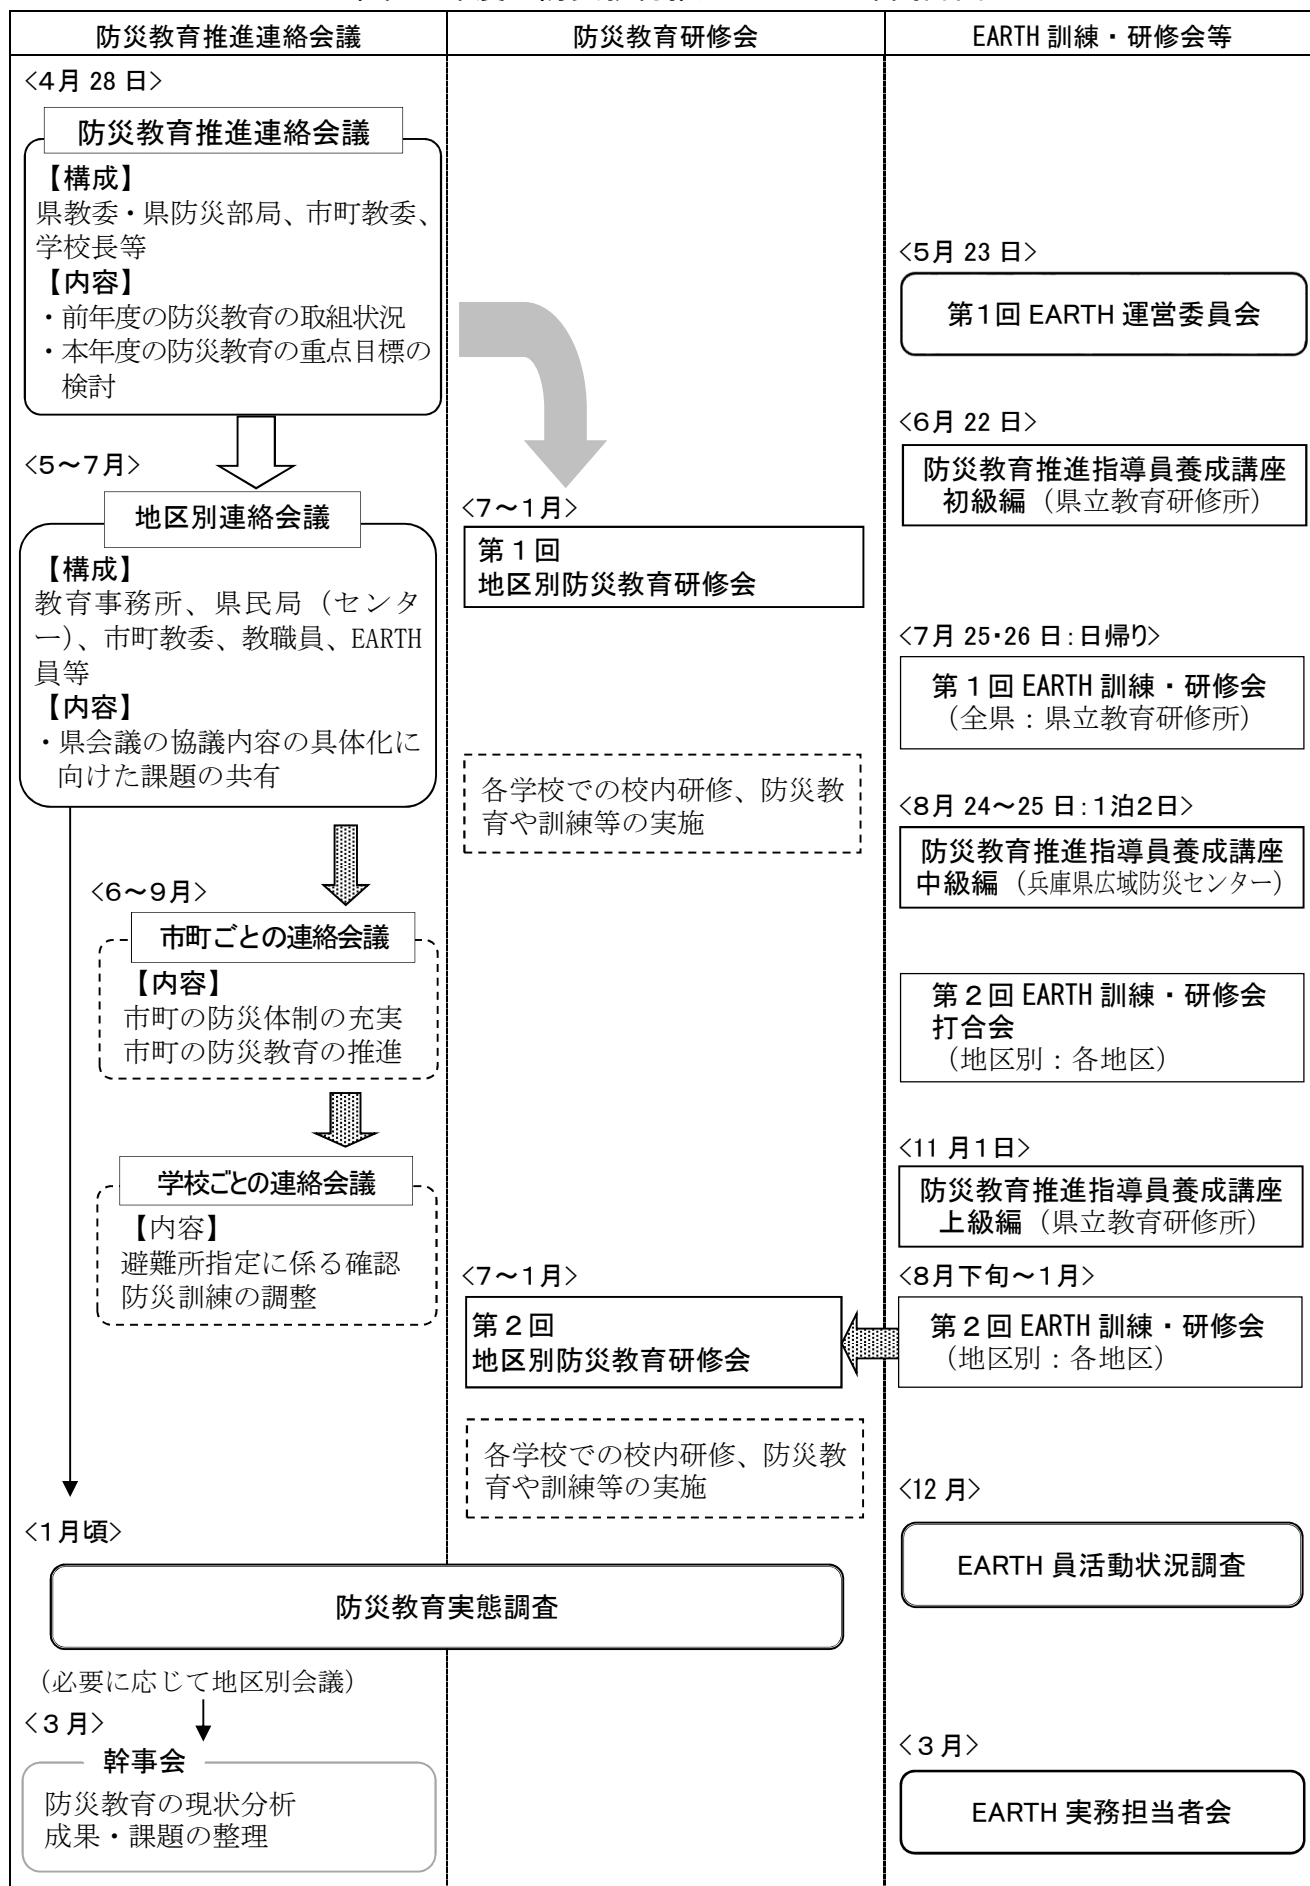 防災教育推進連絡会議
防災教育研修会
EARTH 訓練・研修会等
<4月 28 日>
防災教育推進連絡会議
【構成】
県教委・県防災部局、市町教委、
学校長等
【内容】
・前年度の防災教育の取組状況
・本年度の防災教育の重点目標の
検討
<5～7月>
地区別連絡会議
【構成】
教育事務所、県民局（センタ
ー）、市町教委、教職員、EARTH
員等
【内容】
・県会議の協議内容の具体化に
向けた課題の共有
<6～9月>
市町ごとの連絡会議
【内容】
市町の防災体制の充実
市町の防災教育の推進
学校ごとの連絡会議
【内容】
避難所指定に係る確認
防災訓練の調整
<1月頃>
防災教育実態調査
（必要に応じて地区別会議）
<３月>
幹事会
防災教育の現状分析
成果・課題の整理
<7～1月>
第１回
地区別防災教育研修会
各学校での校内研修、防災教
育や訓練等の実施
<7～1月>
第２回
地区別防災教育研修会
各学校での校内研修、防災教
育や訓練等の実施
<5月 23 日>
第1回 EARTH 運営委員会
<6月 22 日>
防災教育推進指導員養成講座
初級編（県立教育研修所）
<7月 25・26 日：日帰り>
第１回 EARTH 訓練・研修会
（全県：県立教育研修所）
<8月 24～25 日：1泊2日>
防災教育推進指導員養成講座
中級編（兵庫県広域防災センター）
第２回 EARTH 訓練・研修会
打合会
（地区別：各地区）
<11 月1日>
防災教育推進指導員養成講座
上級編（県立教育研修所）
<8月下旬～1月>
第２回 EARTH 訓練・研修会
（地区別：各地区）
<12 月>
EARTH 員活動状況調査
<３月>
EARTH 実務担当者会